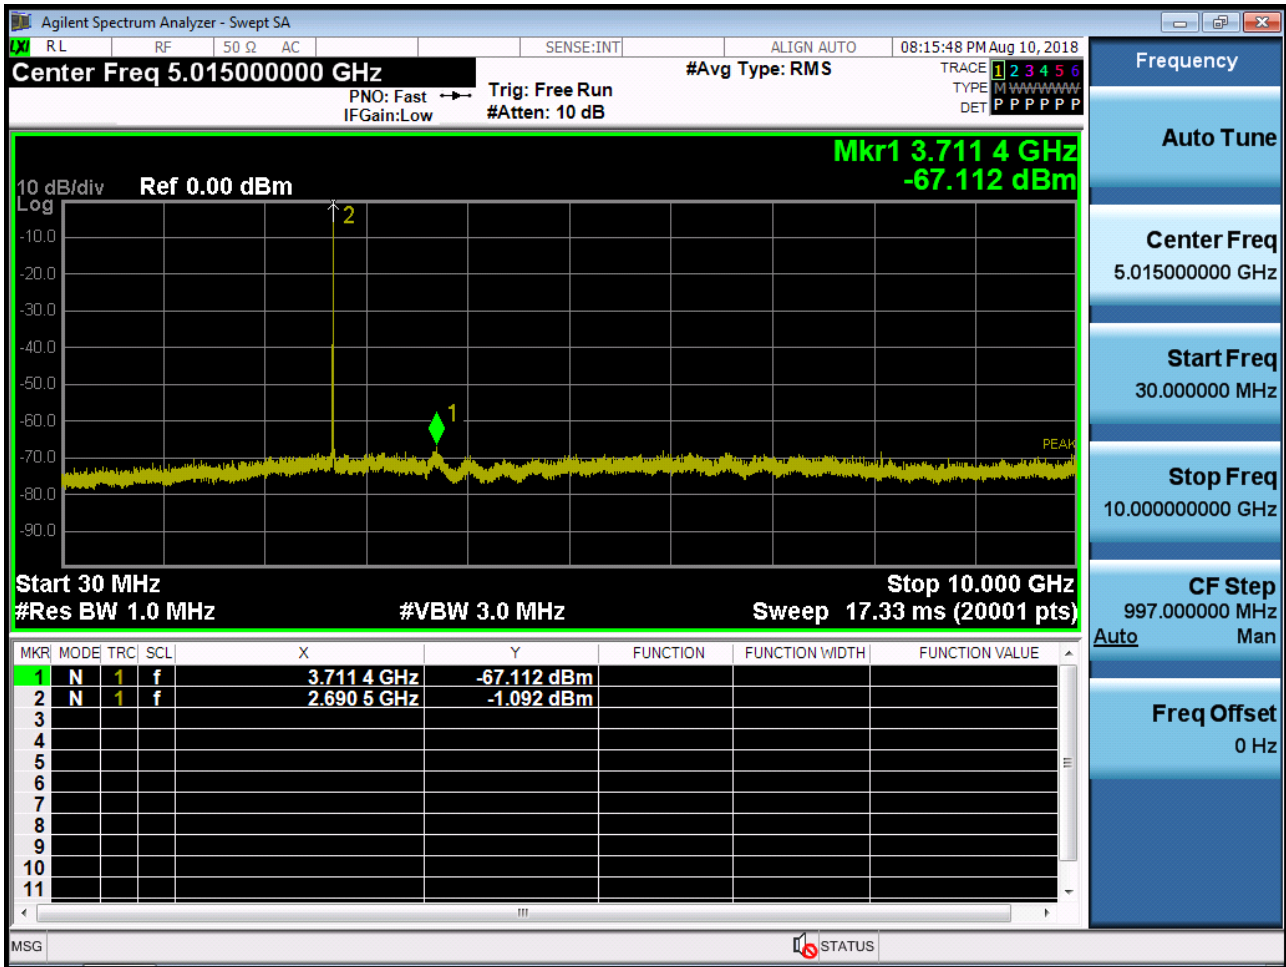 Agilent Spectrum Analyzer - Swept SA
LXI RL RF 50 Ω AC SENSE:INT ALIGN AUTO 08:15:48 PM Aug 10, 2018
Center Freq 5.015000000 GHz
PNO: Fast
IFGain:Low
Trig: Free Run
#Atten: 10 dB
#Avg Type: RMS
TRACE 1 2 3 4 5 6
TYPE M W W W W W
DET P P P P P P
Mkr1 3.711 4 GHz
-67.112 dBm
10 dB/div Ref 0.00 dBm
Log
2
-10.0
-20.0
-30.0
-40.0
-50.0
-60.0
1
PEAK
-70.0
-80.0
-90.0
Start 30 MHz Stop 10.000 GHz
#Res BW 1.0 MHz #VBW 3.0 MHz Sweep 17.33 ms (20001 pts)
MKR MODE TRC SCL X Y FUNCTION FUNCTION WIDTH FUNCTION VALUE
1 N 1 f 3.711 4 GHz -67.112 dBm
2 N 1 f 2.690 5 GHz -1.092 dBm
3
4
5
6
7
8
9
10
11
MSG STATUS
Frequency
Auto Tune
Center Freq
5.015000000 GHz
Start Freq
30.000000 MHz
Stop Freq
10.000000000 GHz
CF Step
997.000000 MHz
Auto Man
Freq Offset
0 Hz